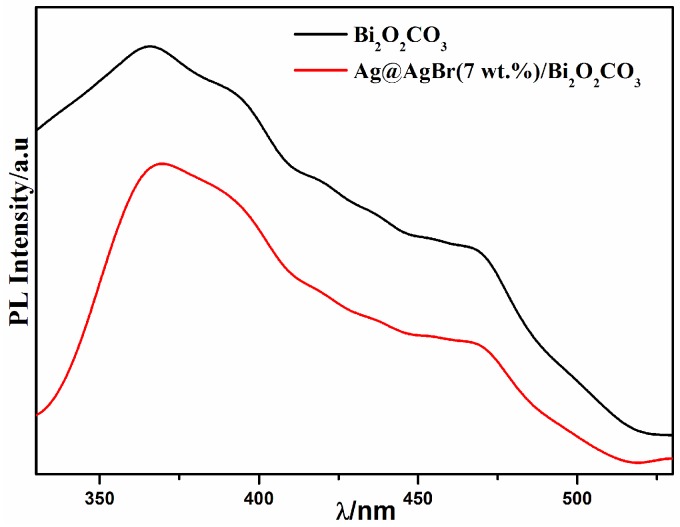 Bi₂O₂CO₃
Ag@AgBr(7 wt.%)/Bi₂O₂CO₃
PL Intensity/a.u
350 400 450 500
λ/nm